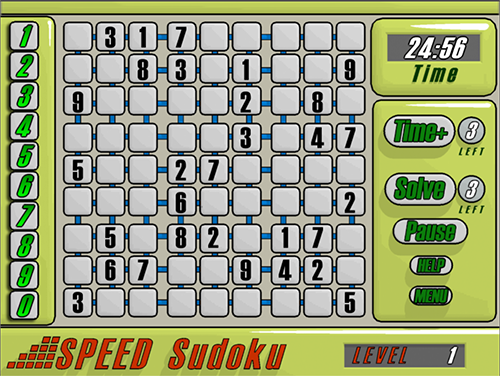 1
2
3
4
5
6
7
8
9
0
3 1 7
8 3 1 9
9 2 8
3 4 7
5 2 7
6 2
5 8 2 1 7
6 7 9 4 2
3 5
24:56
Time
Time+ 3
LEFT
Solve 3
LEFT
Pause
HELP
MENU
SPEED Sudoku
LEVEL 1